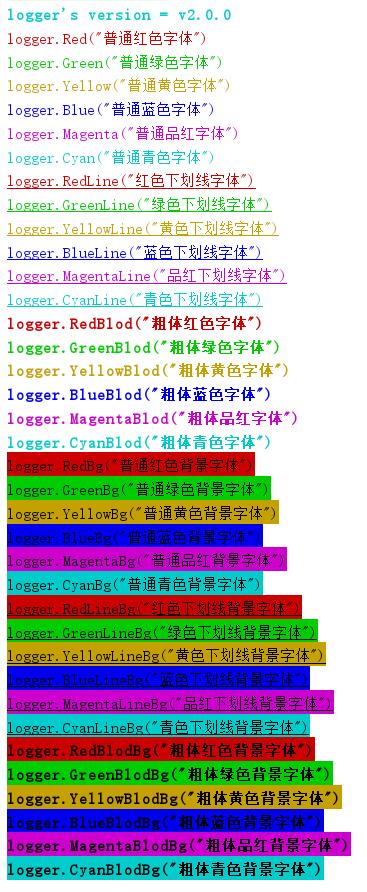 logger's version = v2.0.0
logger.Red("普通红色字体")
logger.Green("普通绿色字体")
logger.Yellow("普通黄色字体")
logger.Blue("普通蓝色字体")
logger.Magenta("普通品红字体")
logger.Cyan("普通青色字体")
logger.RedLine("红色下划线字体")
logger.GreenLine("绿色下划线字体")
logger.YellowLine("黄色下划线字体")
logger.BlueLine("蓝色下划线字体")
logger.MagentaLine("品红下划线字体")
logger.CyanLine("青色下划线字体")
logger.RedBlod("粗体红色字体")
logger.GreenBlod("粗体绿色字体")
logger.YellowBlod("粗体黄色字体")
logger.BlueBlod("粗体蓝色字体")
logger.MagentaBlod("粗体品红字体")
logger.CyanBlod("粗体青色字体")
logger.RedBg("普通红色背景字体")
logger.GreenBg("普通绿色背景字体")
logger.YellowBg("普通黄色背景字体")
logger.BlueBg("普通蓝色背景字体")
logger.MagentaBg("普通品红背景字体")
logger.CyanBg("普通青色背景字体")
logger.RedLineBg("红色下划线背景字体")
logger.GreenLineBg("绿色下划线背景字体")
logger.YellowLineBg("黄色下划线背景字体")
logger.BlueLineBg("蓝色下划线背景字体")
logger.MagentaLineBg("品红下划线背景字体")
logger.CyanLineBg("青色下划线背景字体")
logger.RedBlodBg("粗体红色背景字体")
logger.GreenBlodBg("粗体绿色背景字体")
logger.YellowBlodBg("粗体黄色背景字体")
logger.BlueBlodBg("粗体蓝色背景字体")
logger.MagentaBlodBg("粗体品红背景字体")
logger.CyanBlodBg("粗体青色背景字体")